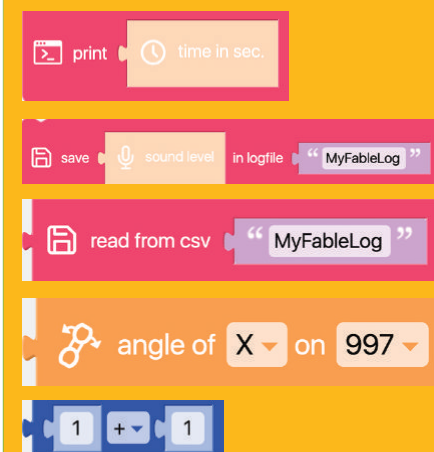 print time in sec.
save sound level in logfile “ MyFableLog ”
read from csv “ MyFableLog ”
angle of X on 997
1 + 1